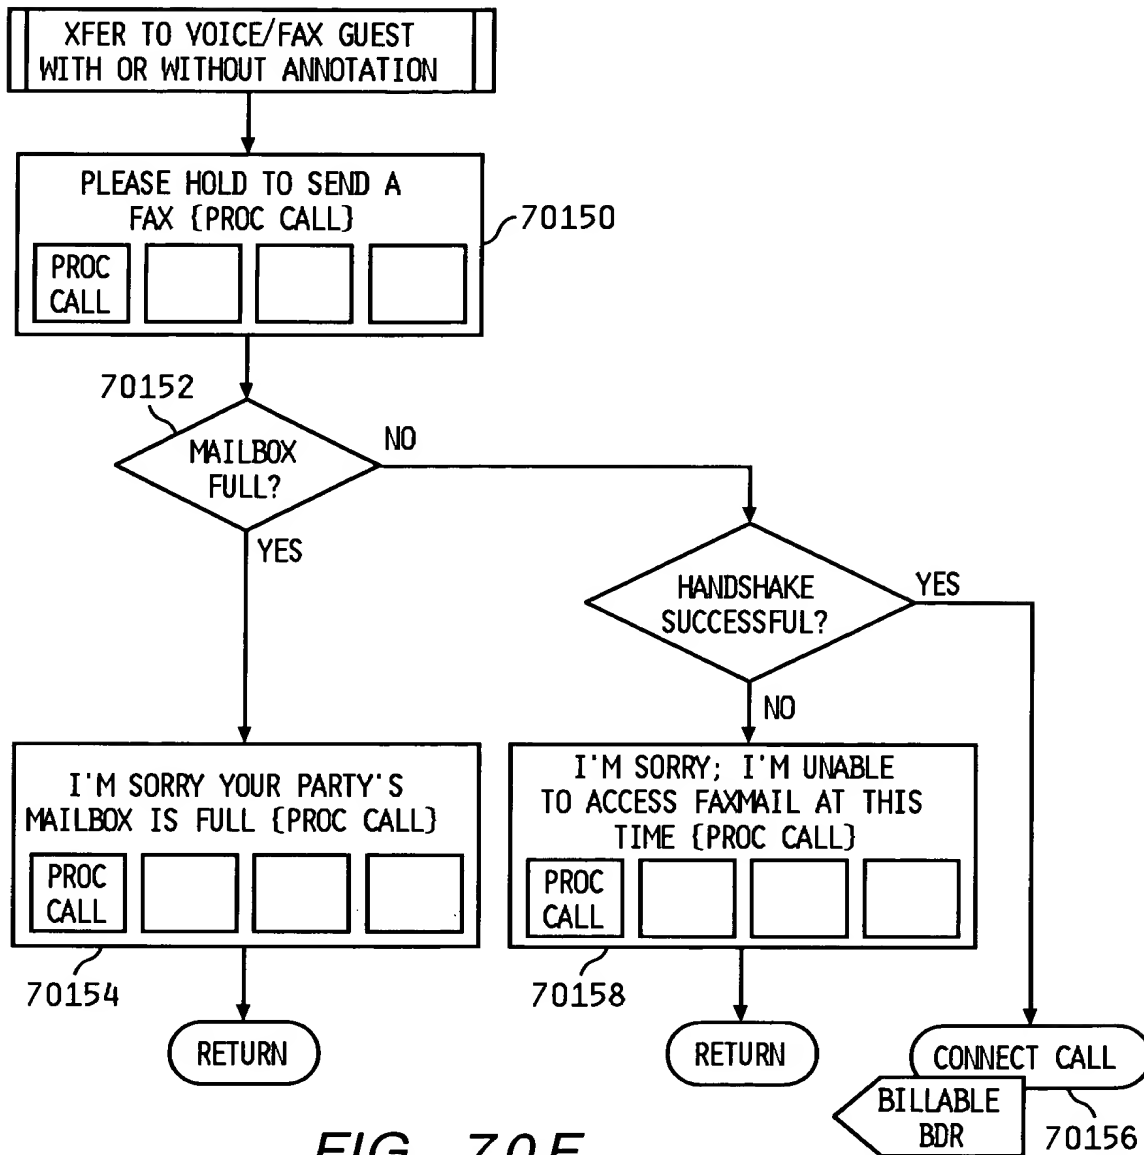 XFER TO VOICE/FAX GUEST
WITH OR WITHOUT ANNOTATION
PLEASE HOLD TO SEND A
FAX {PROC CALL}
70150
PROC
CALL
70152
MAILBOX
FULL?
NO
YES
HANDSHAKE
SUCCESSFUL?
YES
NO
I'M SORRY YOUR PARTY'S
MAILBOX IS FULL {PROC CALL}
PROC
CALL
70154
RETURN
I'M SORRY; I'M UNABLE
TO ACCESS FAXMAIL AT THIS
TIME {PROC CALL}
PROC
CALL
70158
RETURN
CONNECT CALL
BILLABLE
BDR
70156